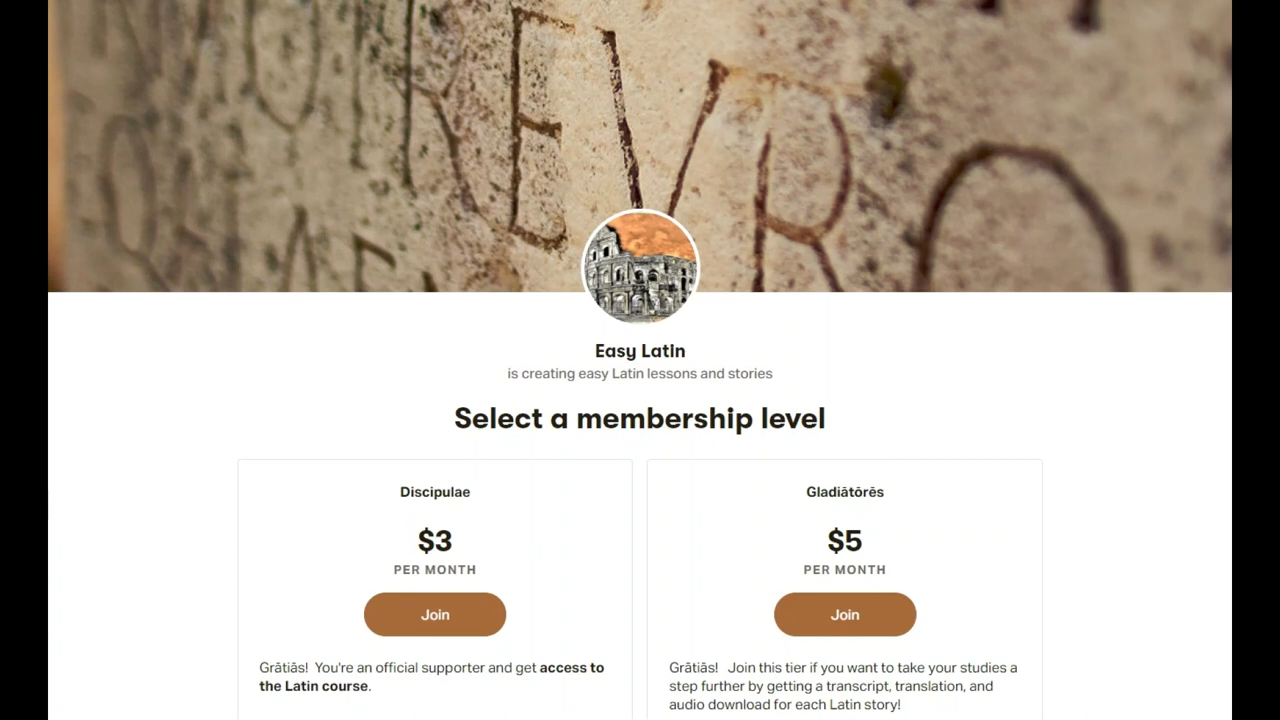 EVRO
Easy Latin
is creating easy Latin lessons and stories
Select a membership level
Discipulae
$3
PER MONTH
Join
Grātiās! You're an official supporter and get access to
the Latin course.
Gladiātōrēs
$5
PER MONTH
Join
Grātiās! Join this tier if you want to take your studies a
step further by getting a transcript, translation, and
audio download for each Latin story!